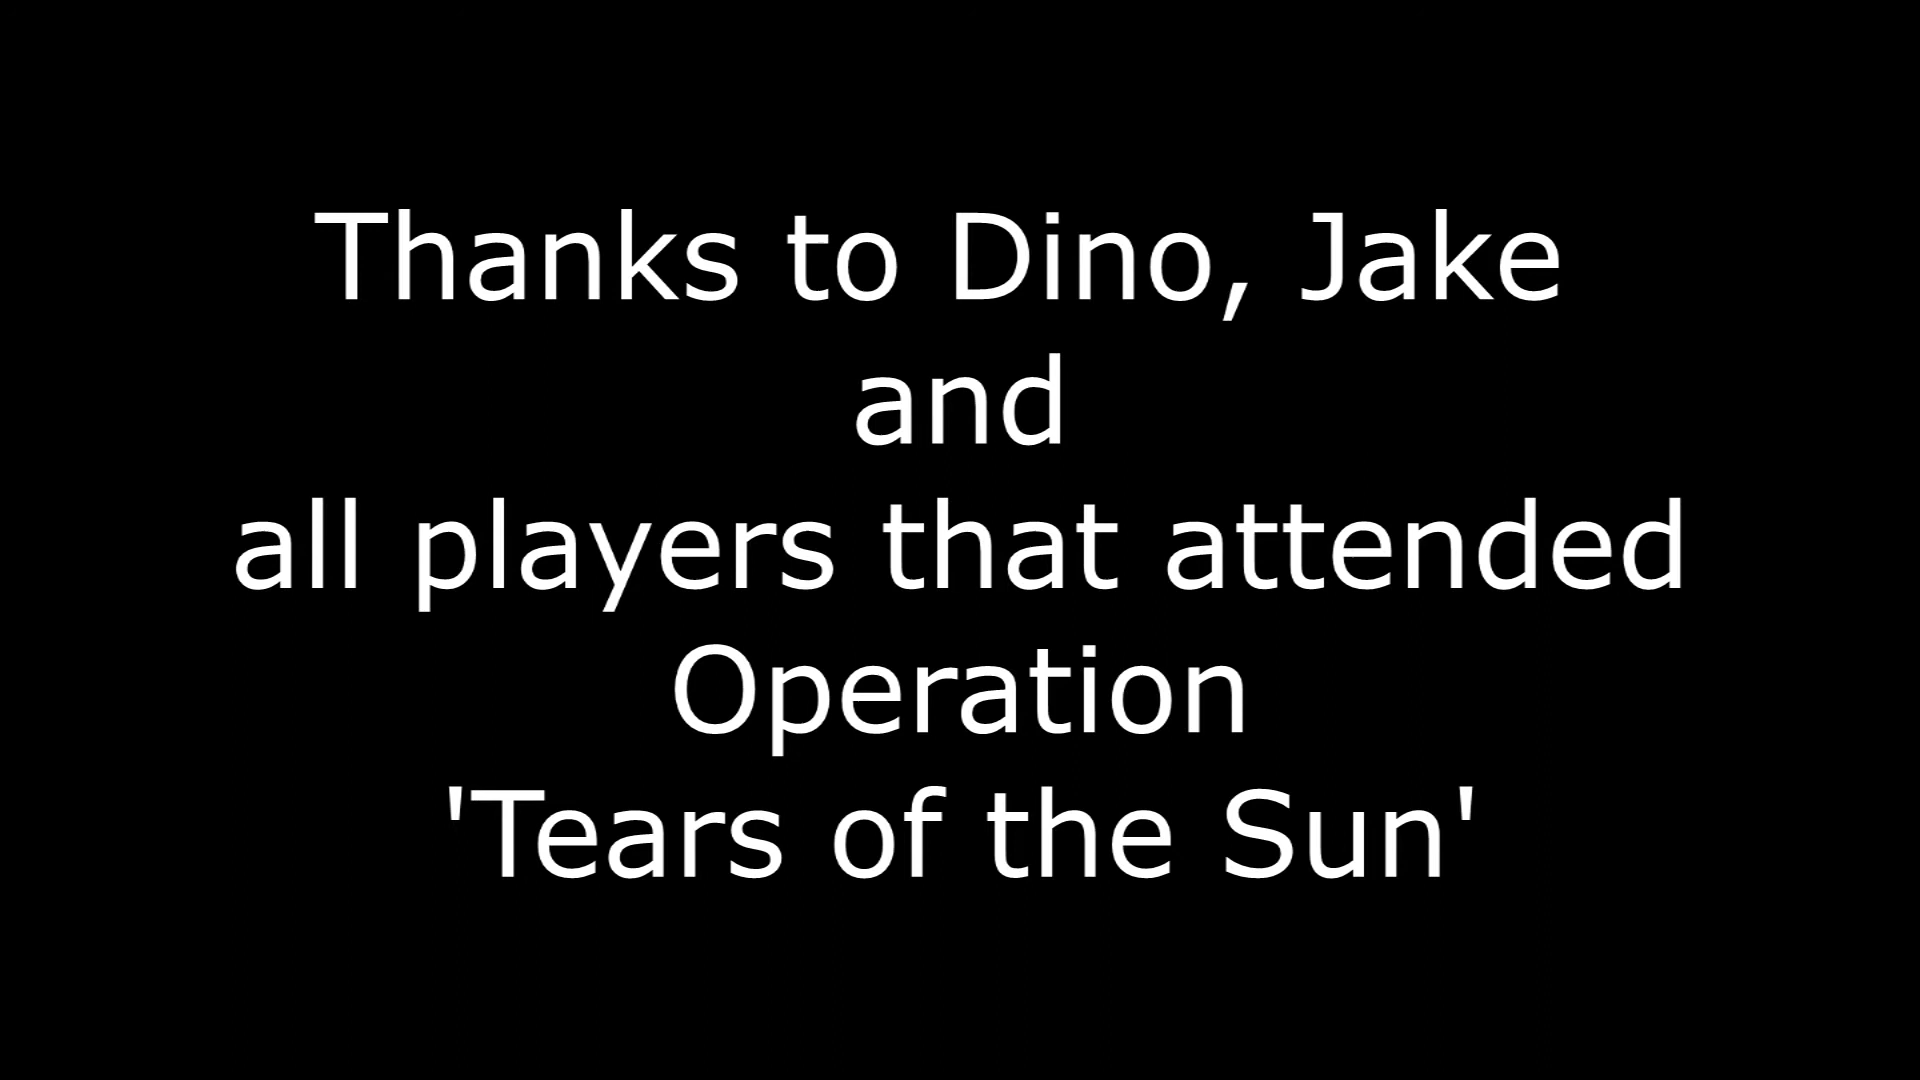 Thanks to Dino, Jake
and
all players that attended
Operation
'Tears of the Sun'